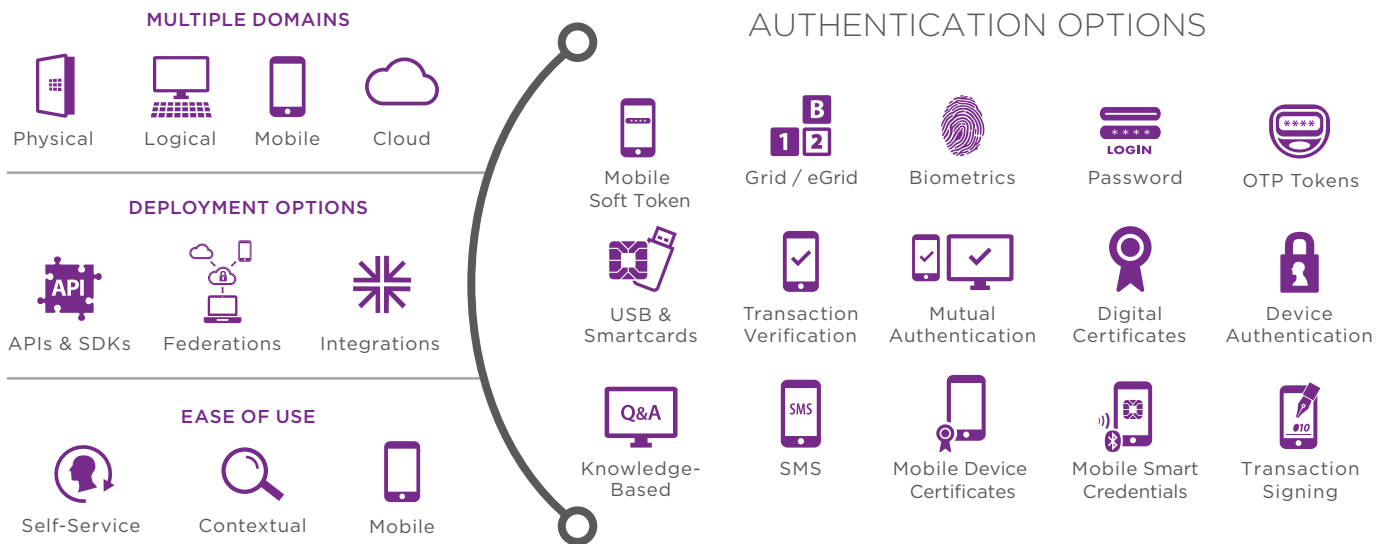 MULTIPLE DOMAINS
Physical
Logical
Mobile
Cloud
DEPLOYMENT OPTIONS
API
APIs & SDKs
Federations
Integrations
EASE OF USE
Self-Service
Contextual
Mobile
AUTHENTICATION OPTIONS
Mobile
Soft Token
B
1 2
Grid / eGrid
Biometrics
* * * *
LOGIN
Password
****
OTP Tokens
USB &
Smartcards
Transaction
Verification
Mutual
Authentication
Digital
Certificates
Device
Authentication
Q&A
Knowledge-
Based
SMS
SMS
Mobile Device
Certificates
Mobile Smart
Credentials
#10
Transaction
Signing